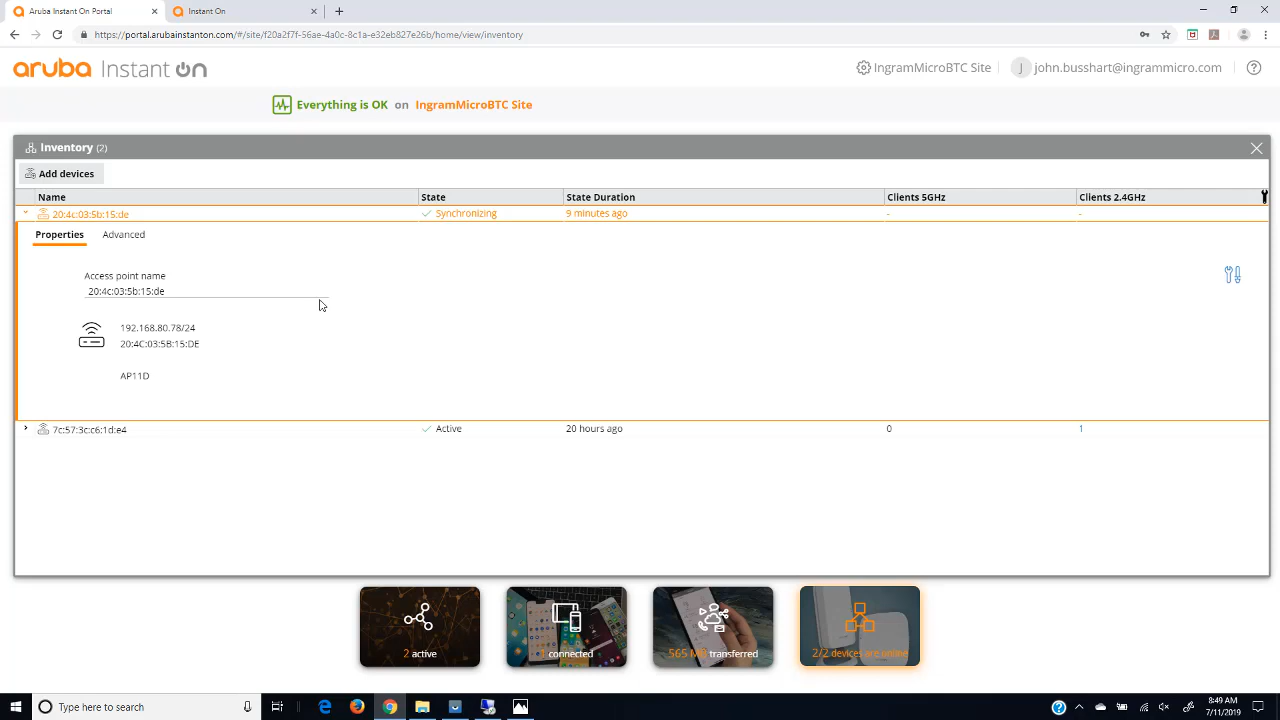 Aruba Instant On Portal
Instant On
https://portal.arubainstanton.com/#/site/f20a2f7f-56ae-4a0c-8c1a-e32eb827e26b/home/view/inventory
aruba Instant On
IngramMicroBTC Site
J
john.busshart@ingrammicro.com
Everything is OK on IngramMicroBTC Site
Inventory (2)
Add devices
Name State State Duration Clients 5GHz Clients 2.4GHz
20:4c:03:5b:15:de Synchronizing 9 minutes ago - -
Properties Advanced
Access point name
20:4c:03:5b:15:de
192.168.80.78/24
20:4C:03:5B:15:DE
AP11D
7c:57:3c:c6:1d:e4 Active 20 hours ago 0 1
2 active
1 connected
565 MB transferred
2/2 devices are online
Type here to search
8:49 AM
7/11/2019